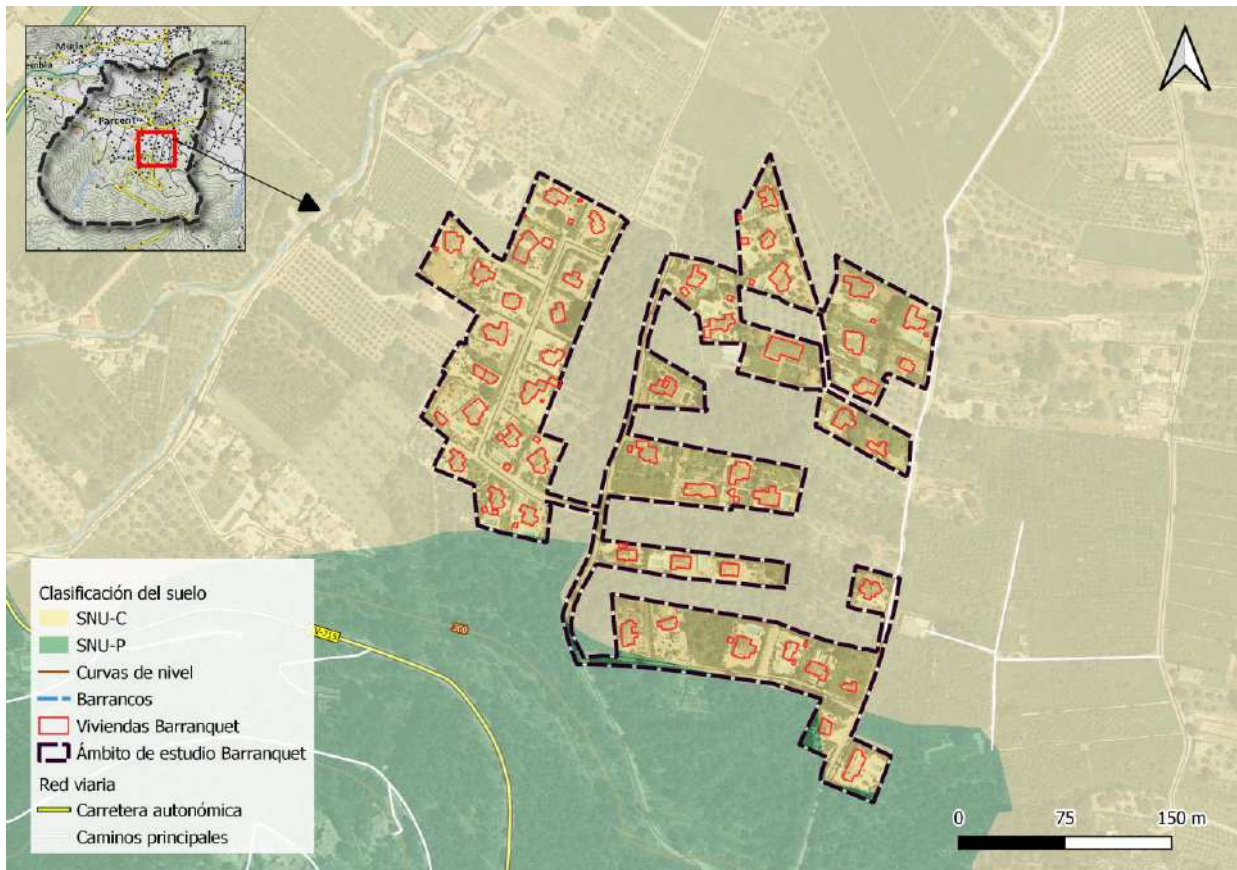 Murla
Parcent
Clasificación del suelo
SNU-C
SNU-P
Curvas de nivel
Barrancos
Viviendas Barranquet
Ámbito de estudio Barranquet
Red viaria
Carretera autonómica
Caminos principales
0 75 150 m